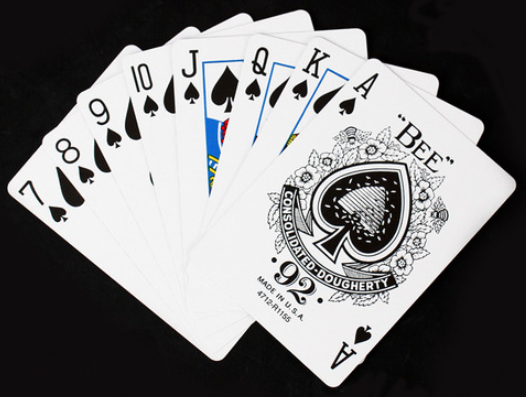 7
8
9
10
J
Q
K
A
"BEE"
CONSOLIDATED-DOUGHERTY
·92·
MADE IN U.S.A.
4712-R1155
A